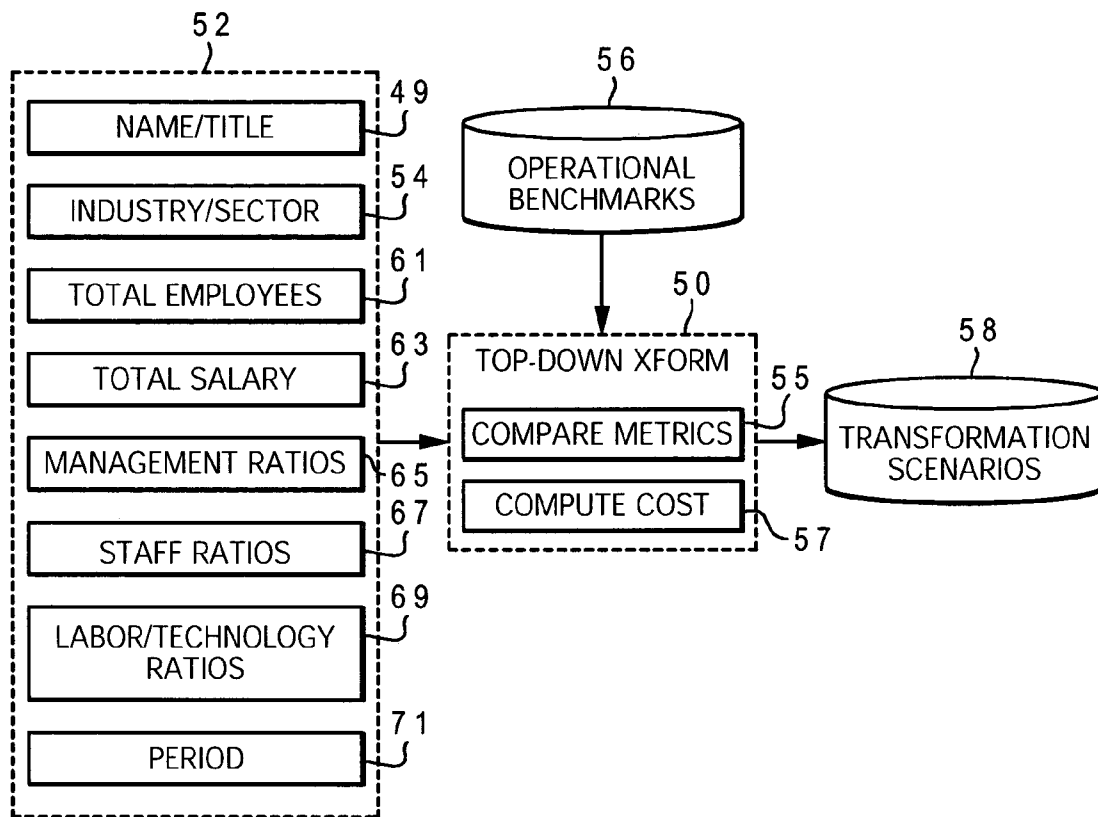 52
NAME/TITLE
49
INDUSTRY/SECTOR
54
TOTAL EMPLOYEES
61
TOTAL SALARY
63
MANAGEMENT RATIOS
65
STAFF RATIOS
67
LABOR/TECHNOLOGY
RATIOS
69
PERIOD
71
56
OPERATIONAL
BENCHMARKS
50
TOP-DOWN XFORM
COMPARE METRICS
55
COMPUTE COST
57
58
TRANSFORMATION
SCENARIOS